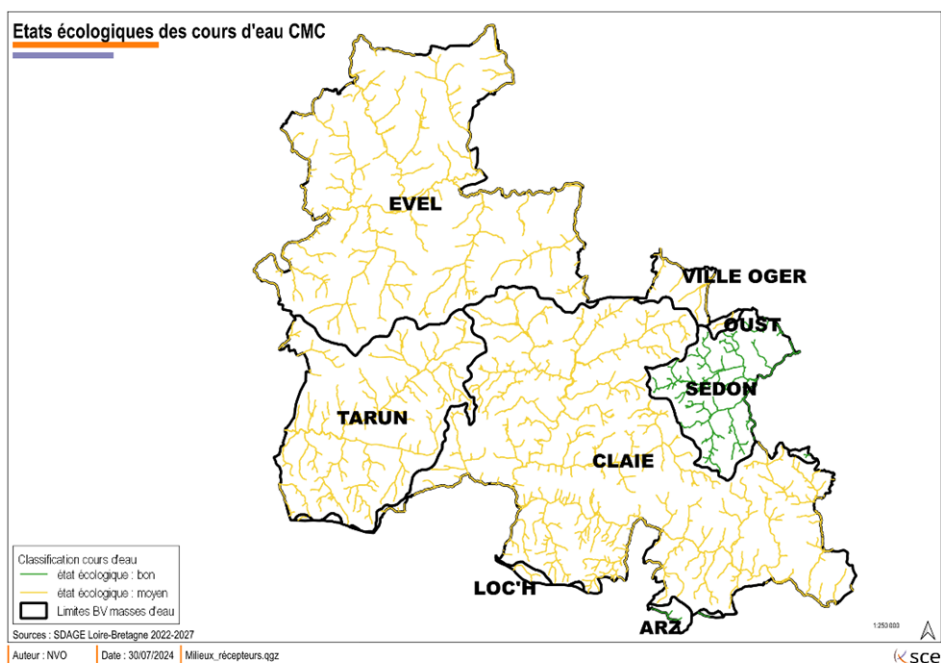 Etats écologiques des cours d'eau CMC
EVEL
VILLE OGER
OUST
SEDON
TARUN
CLAIE
LOC'H
ARZ
Classification cours d'eau
état écologique : bon
état écologique : moyen
Limites BV masses d'eau
Sources : SDAGE Loire-Bretagne 2022-2027
1:250 000
Auteur : NVO
Date : 30/07/2024
Milieux_récepteurs.qgz
sce